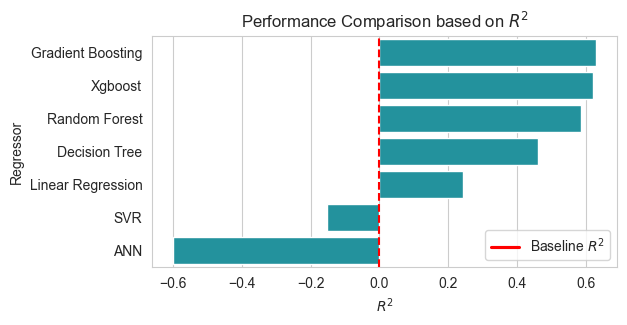 Performance Comparison based on R²
Regressor
Gradient Boosting
Xgboost
Random Forest
Decision Tree
Linear Regression
SVR
ANN
Baseline R²
−0.6 −0.4 −0.2 0.0 0.2 0.4 0.6
R²